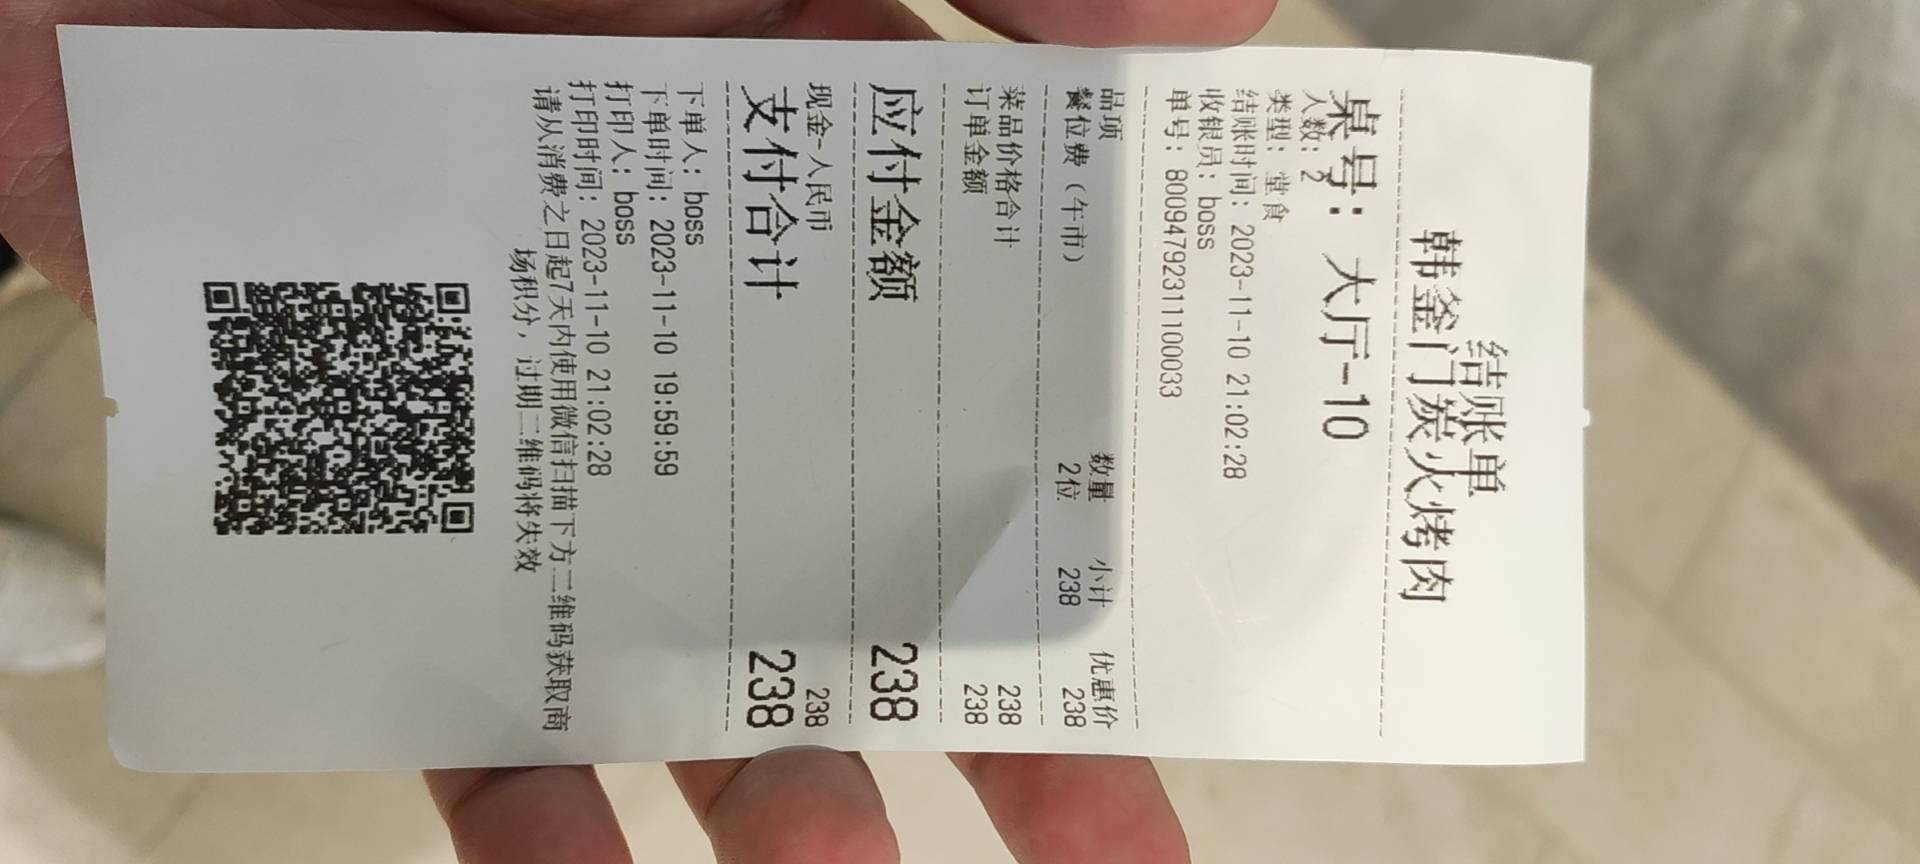 结账单
韩釜门炭火烤肉
桌号：大厅-10
人数：2
类型：堂食
结账时间：2023-11-10 21:02:28
收银员：boss
单号：800947923111000033
品项 数量 小计 优惠价
餐位费（午市） 2位 238 238
菜品价格合计 238
订单金额 238
应付金额 238
现金-人民币 238
支付合计 238
下单人：boss
下单时间：2023-11-10 19:59:59
打印人：boss
打印时间：2023-11-10 21:02:28
请从消费之日起7天内使用微信扫描下方二维码获取商
场积分，过期二维码将失效